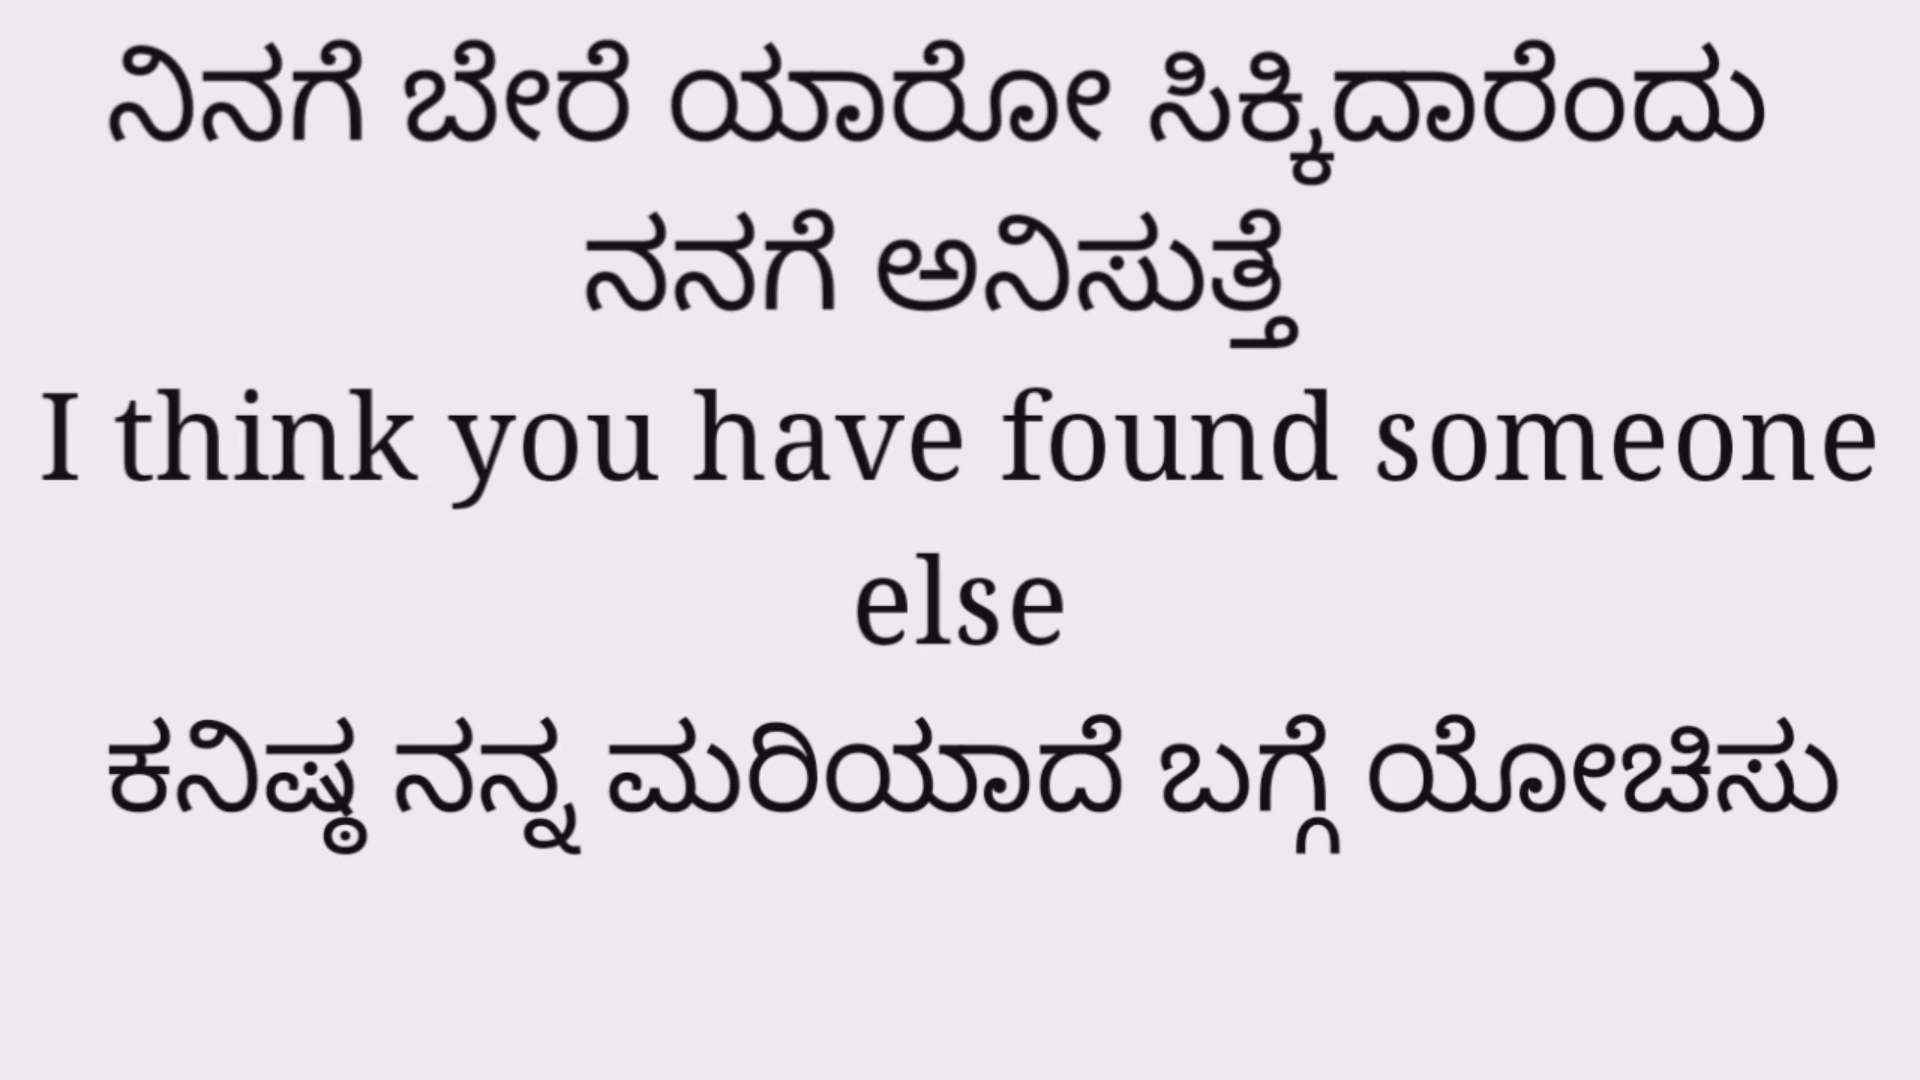 ನಿನಗೆ ಬೇರೆ ಯಾರೋ ಸಿಕ್ಕಿದಾರೆಂದು
ನನಗೆ ಅನಿಸುತ್ತೆ
I think you have found someone
else
ಕನಿಷ್ಠ ನನ್ನ ಮರಿಯಾದೆ ಬಗ್ಗೆ ಯೋಚಿಸು